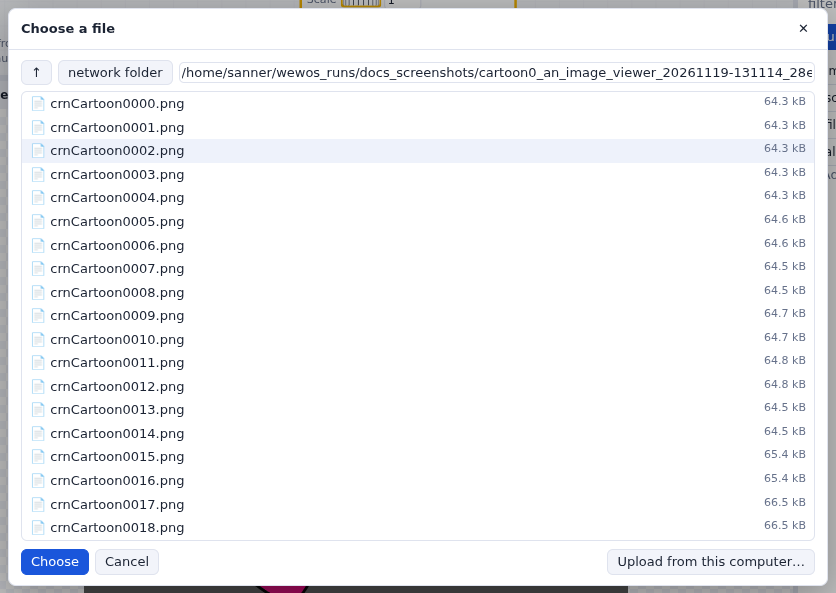 Scale 1
Choose a file ✕
↑ network folder /home/sanner/wewos_runs/docs_screenshots/cartoon0_an_image_viewer_20261119-131114_28e
crnCartoon0000.png 64.3 kB
crnCartoon0001.png 64.3 kB
crnCartoon0002.png 64.3 kB
crnCartoon0003.png 64.3 kB
crnCartoon0004.png 64.3 kB
crnCartoon0005.png 64.6 kB
crnCartoon0006.png 64.6 kB
crnCartoon0007.png 64.5 kB
crnCartoon0008.png 64.5 kB
crnCartoon0009.png 64.7 kB
crnCartoon0010.png 64.7 kB
crnCartoon0011.png 64.8 kB
crnCartoon0012.png 64.8 kB
crnCartoon0013.png 64.5 kB
crnCartoon0014.png 64.5 kB
crnCartoon0015.png 65.4 kB
crnCartoon0016.png 65.4 kB
crnCartoon0017.png 66.5 kB
crnCartoon0018.png 66.5 kB
Choose Cancel Upload from this computer...